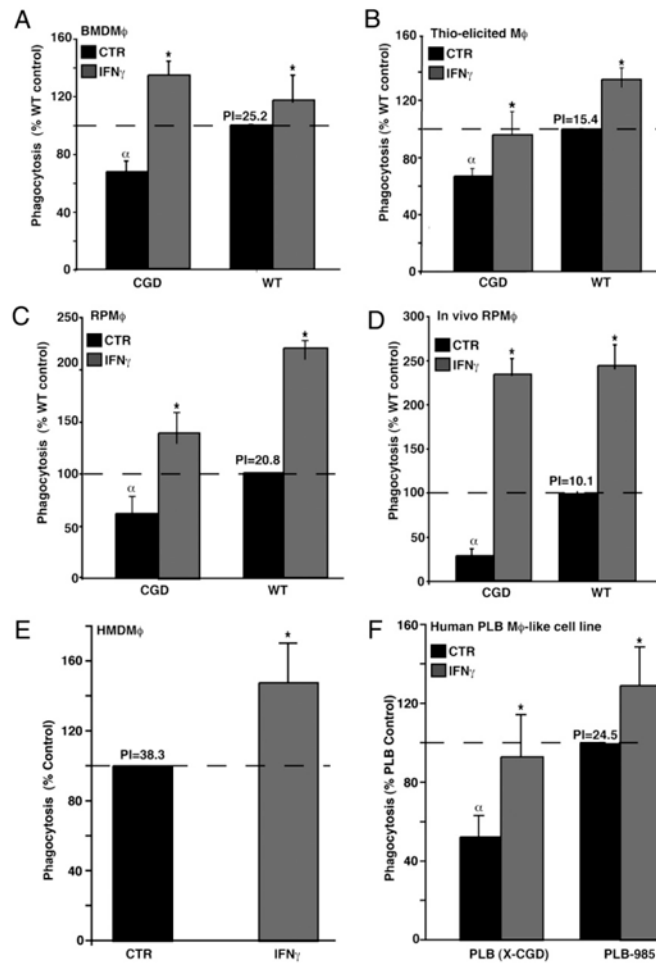 A
BMDMϕ
CTR
IFNγ
Phagocytosis (% WT control)
160
120
80
40
0
α
*
PI=25.2
*
CGD
WT
B
Thio-elicited Mϕ
CTR
IFNγ
Phagocytosis (% WT control)
160
120
80
40
0
α
*
PI=15.4
*
CGD
WT
C
RPMϕ
CTR
IFNγ
Phagocytosis (% WT control)
250
200
150
100
50
0
α
*
PI=20.8
*
CGD
WT
D
In vivo RPMϕ
CTR
IFNγ
Phagocytosis (% WT control)
300
250
200
150
100
50
0
α
*
PI=10.1
*
CGD
WT
E
HMDMϕ
Phagocytosis (% Control)
160
120
80
40
0
PI=38.3
*
CTR
IFNγ
F
Human PLB Mϕ-like cell line
CTR
IFNγ
Phagocytosis (% PLB Control)
160
120
80
40
0
α
*
PI=24.5
*
PLB (X-CGD)
PLB-985